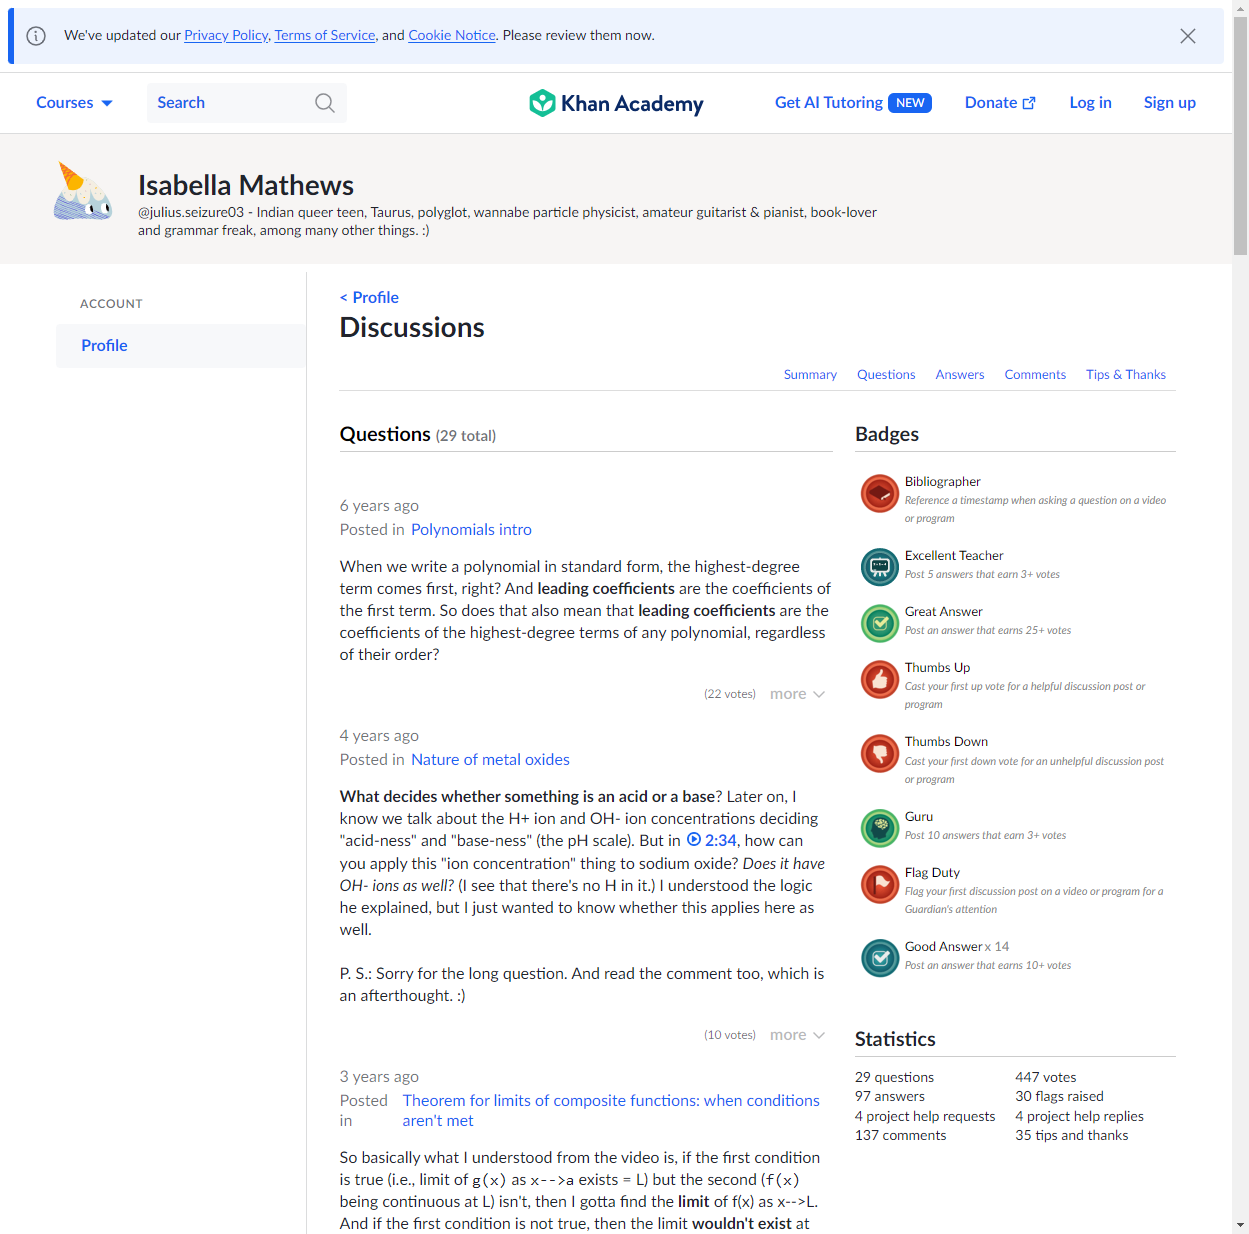 We've updated our Privacy Policy, Terms of Service, and Cookie Notice. Please review them now.
Courses
Search
Khan Academy
Get AI Tutoring NEW
Donate
Log in
Sign up
Isabella Mathews
@julius.seizure03 - Indian queer teen, Taurus, polyglot, wannabe particle physicist, amateur guitarist & pianist, book-lover
and grammar freak, among many other things. :)
ACCOUNT
Profile
< Profile
Discussions
Summary
Questions
Answers
Comments
Tips & Thanks
Questions (29 total)
6 years ago
Posted in Polynomials intro
When we write a polynomial in standard form, the highest-degree
term comes first, right? And leading coefficients are the coefficients of
the first term. So does that also mean that leading coefficients are the
coefficients of the highest-degree terms of any polynomial, regardless
of their order?
(22 votes) more
4 years ago
Posted in Nature of metal oxides
What decides whether something is an acid or a base? Later on, I
know we talk about the H+ ion and OH- ion concentrations deciding
"acid-ness" and "base-ness" (the pH scale). But in 2:34, how can
you apply this "ion concentration" thing to sodium oxide? Does it have
OH- ions as well? (I see that there's no H in it.) I understood the logic
he explained, but I just wanted to know whether this applies here as
well.
P. S.: Sorry for the long question. And read the comment too, which is
an afterthought. :)
(10 votes) more
3 years ago
Posted in Theorem for limits of composite functions: when conditions
aren't met
So basically what I understood from the video is, if the first condition
is true (i.e., limit of g(x) as x-->a exists = L) but the second (f(x)
being continuous at L) isn't, then I gotta find the limit of f(x) as x-->L.
And if the first condition is not true, then the limit wouldn't exist at
Badges
Bibliographer
Reference a timestamp when asking a question on a video
or program
Excellent Teacher
Post 5 answers that earn 3+ votes
Great Answer
Post an answer that earns 25+ votes
Thumbs Up
Cast your first up vote for a helpful discussion post or
program
Thumbs Down
Cast your first down vote for an unhelpful discussion post
or program
Guru
Post 10 answers that earn 3+ votes
Flag Duty
Flag your first discussion post on a video or program for a
Guardian's attention
Good Answer x 14
Post an answer that earns 10+ votes
Statistics
29 questions
447 votes
97 answers
30 flags raised
4 project help requests
4 project help replies
137 comments
35 tips and thanks